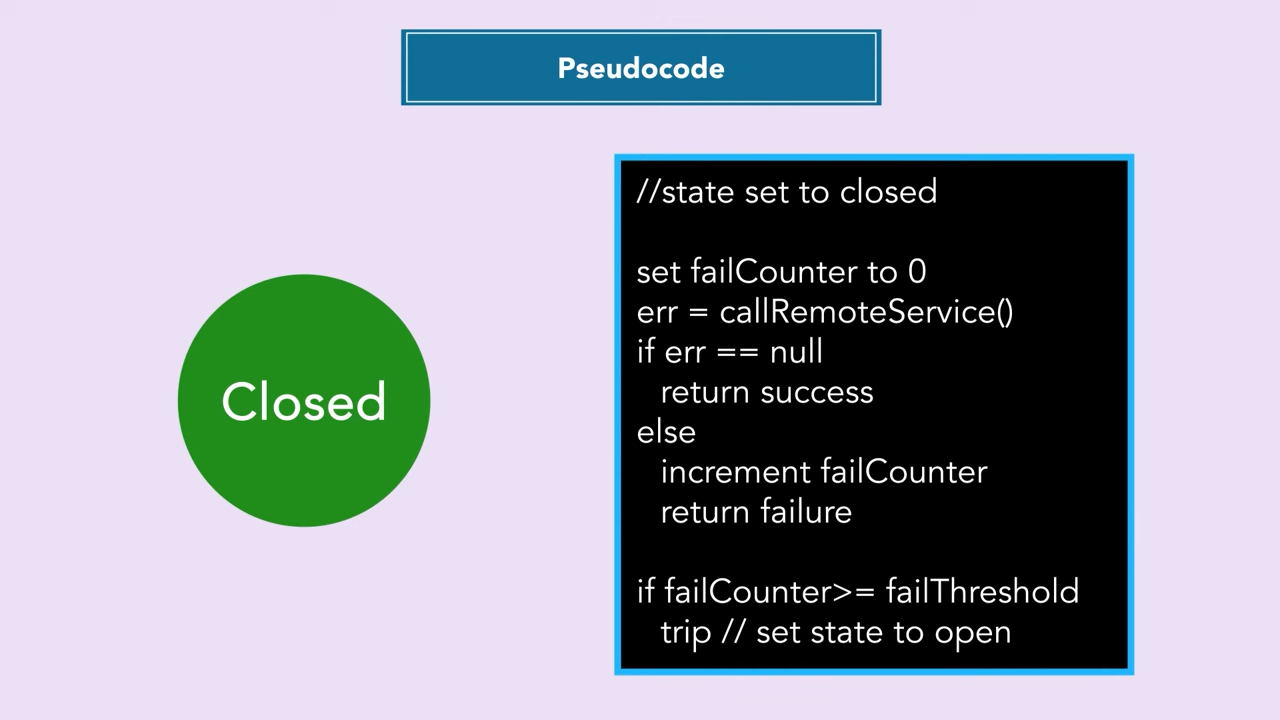 Pseudocode
Closed
//state set to closed
set failCounter to 0
err = callRemoteService()
if err == null
return success
else
increment failCounter
return failure
if failCounter>= failThreshold
trip // set state to open